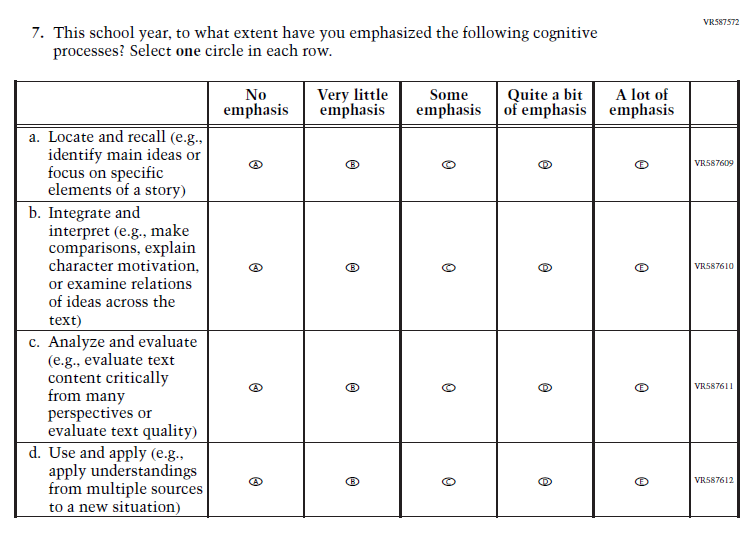 VR587572
7. This school year, to what extent have you emphasized the following cognitive
processes? Select one circle in each row.
No
emphasis
Very little
emphasis
Some
emphasis
Quite a bit
of emphasis
A lot of
emphasis
a. Locate and recall (e.g.,
identify main ideas or
focus on specific
elements of a story)
A B C D E
VR587609
b. Integrate and
interpret (e.g., make
comparisons, explain
character motivation,
or examine relations
of ideas across the
text)
A B C D E
VR587610
c. Analyze and evaluate
(e.g., evaluate text
content critically
from many
perspectives or
evaluate text quality)
A B C D E
VR587611
d. Use and apply (e.g.,
apply understandings
from multiple sources
to a new situation)
A B C D E
VR587612